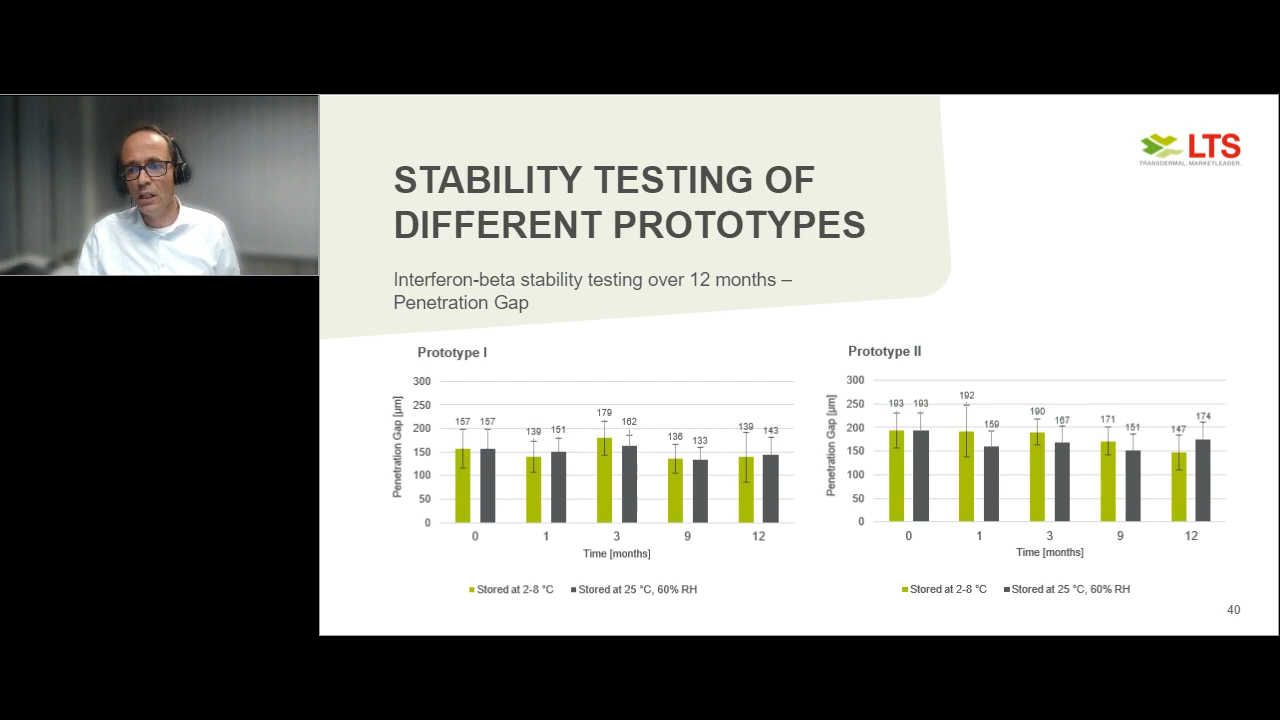 LTS
TRANSDERMAL. MARKETLEADER.
STABILITY TESTING OF
DIFFERENT PROTOTYPES
Interferon-beta stability testing over 12 months –
Penetration Gap
Prototype I
Penetration Gap [µm]
300
250
200
150
100
50
0
157 157
139 151
179 162
136 133
139 143
0 1 3 9 12
Time [months]
Stored at 2-8 °C Stored at 25 °C, 60% RH
Prototype II
Penetration Gap [µm]
300
250
200
150
100
50
0
193 193
192 159
190 167
171 151
147 174
0 1 3 9 12
Time [months]
Stored at 2-8 °C Stored at 25 °C, 60% RH
40